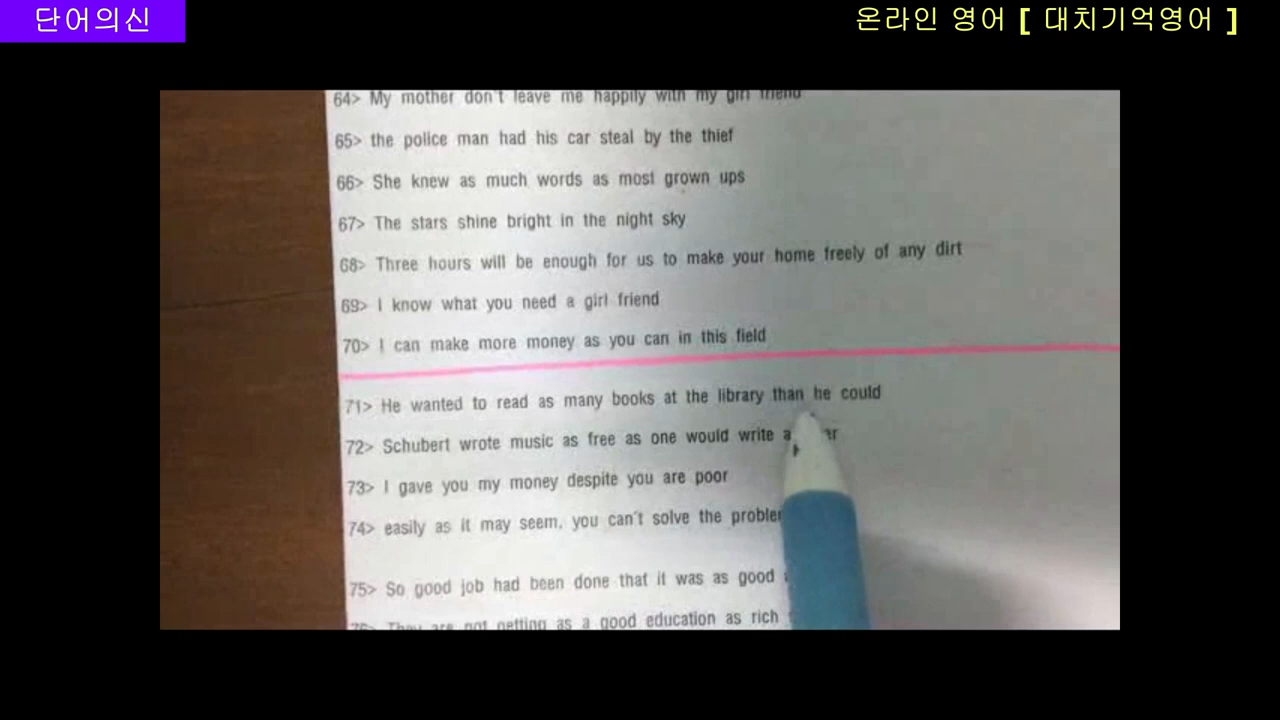 단어의신
온라인 영어 [ 대치기억영어 ]
64> My mother don't leave me happily with my girl friend
65> the police man had his car steal by the thief
66> She knew as much words as most grown ups
67> The stars shine bright in the night sky
68> Three hours will be enough for us to make your home freely of any dirt
69> I know what you need a girl friend
70> I can make more money as you can in this field
71> He wanted to read as many books at the library than he could
72> Schubert wrote music as free as one would write
73> I gave you my money despite you are poor
74> easily as it may seem, you can't solve the
75> So good job had been done that it was as good
76> They are not getting as a good education as rich